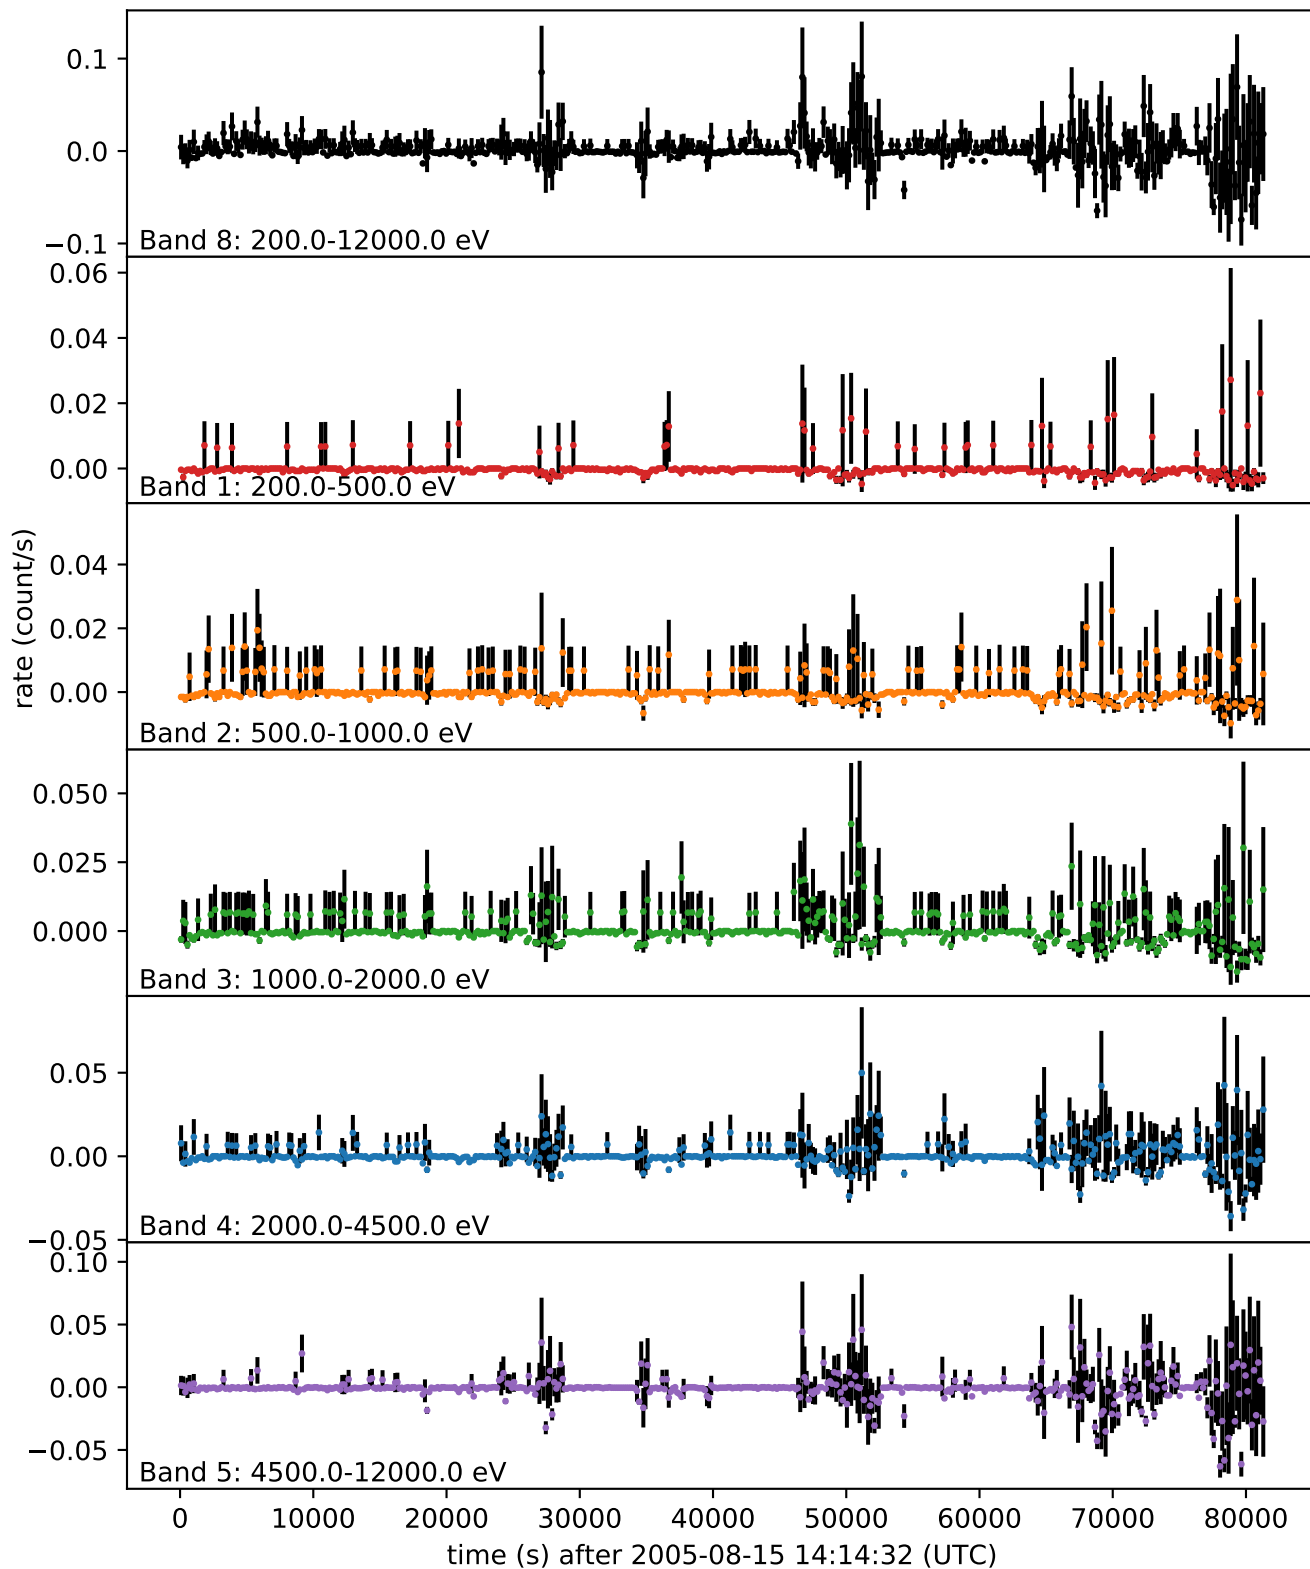 0.1
0.0
−0.1
Band 8: 200.0-12000.0 eV
0.06
0.04
0.02
0.00
Band 1: 200.0-500.0 eV
rate (count/s)
0.04
0.02
0.00
Band 2: 500.0-1000.0 eV
0.050
0.025
0.000
Band 3: 1000.0-2000.0 eV
0.05
0.00
−0.05
Band 4: 2000.0-4500.0 eV
0.10
0.05
0.00
−0.05
Band 5: 4500.0-12000.0 eV
0 10000 20000 30000 40000 50000 60000 70000 80000
time (s) after 2005-08-15 14:14:32 (UTC)